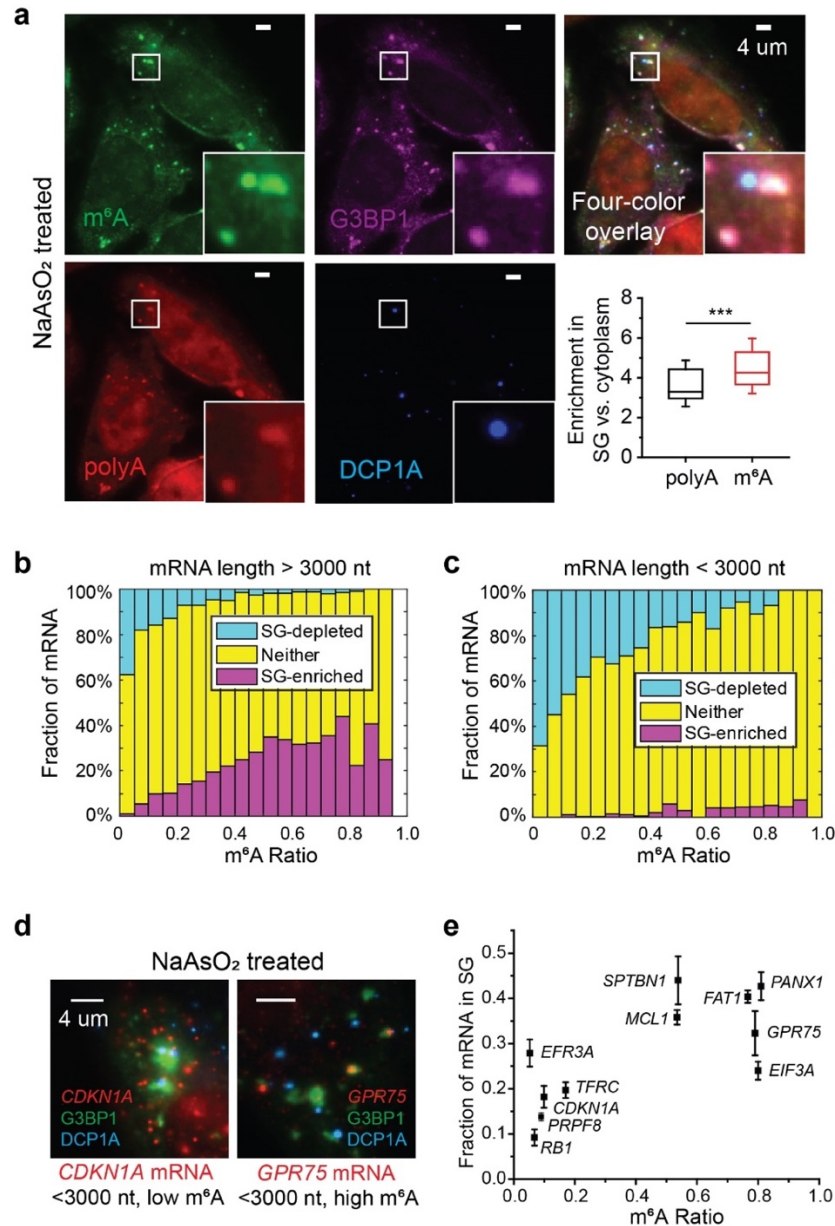 a
NaAsO₂ treated
m⁶A
G3BP1
4 um
Four-color
overlay
polyA
DCP1A
Enrichment in
SG vs. cytoplasm
8
6
4
2
0
***
polyA
m⁶A
b
mRNA length > 3000 nt
Fraction of mRNA
100%
80%
60%
40%
20%
0%
SG-depleted
Neither
SG-enriched
0
0.2
0.4
0.6
0.8
1.0
m⁶A Ratio
c
mRNA length < 3000 nt
Fraction of mRNA
100%
80%
60%
40%
20%
0%
SG-depleted
Neither
SG-enriched
0
0.2
0.4
0.6
0.8
1.0
m⁶A Ratio
d
NaAsO₂ treated
4 um
CDKN1A
G3BP1
DCP1A
GPR75
G3BP1
DCP1A
CDKN1A mRNA
<3000 nt, low m⁶A
GPR75 mRNA
<3000 nt, high m⁶A
e
Fraction of mRNA in SG
0.5
0.4
0.3
0.2
0.1
0.0
SPTBN1
PANX1
FAT1
MCL1
GPR75
EFR3A
EIF3A
TFRC
CDKN1A
PRPF8
RB1
0.0
0.2
0.4
0.6
0.8
1.0
m⁶A Ratio